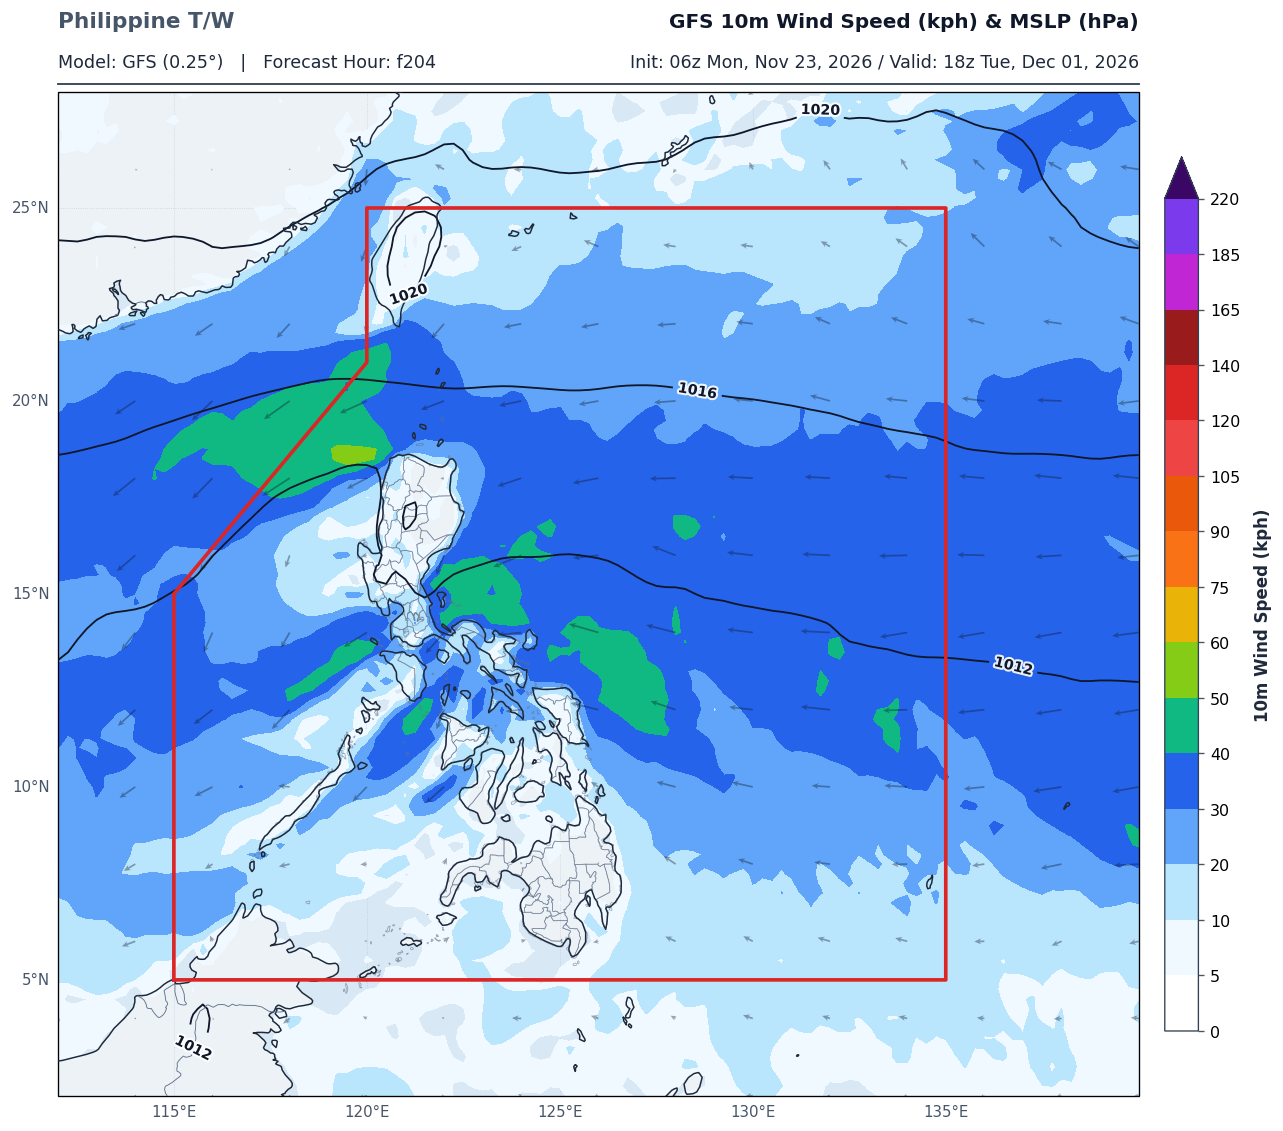 Philippine T/W
GFS 10m Wind Speed (kph) & MSLP (hPa)
Model: GFS (0.25°)   |   Forecast Hour: f204
Init: 06z Mon, Nov 23, 2026 / Valid: 18z Tue, Dec 01, 2026
1020
25°N
1020
20°N
1016
15°N
1012
10°N
5°N
1012
115°E
120°E
125°E
130°E
135°E
220
185
165
140
120
105
90
75
60
50
40
30
20
10
5
0
10m Wind Speed (kph)